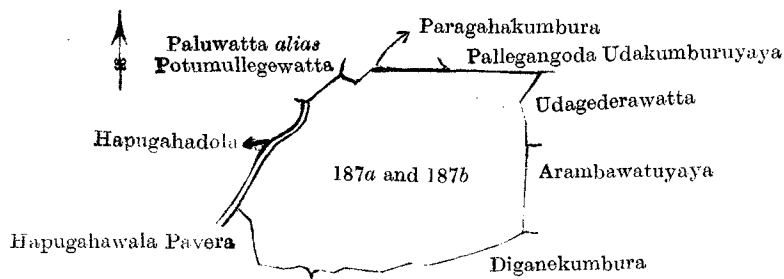 Paragahakumbura
Paluwatta alias
Potumullegewatta
Pallegangoda Udakumburuyaya
Udagederawatta
Hapugahadola
187a and 187b
Arambawatuyaya
Hapugahawala Pavera
Diganekumbura